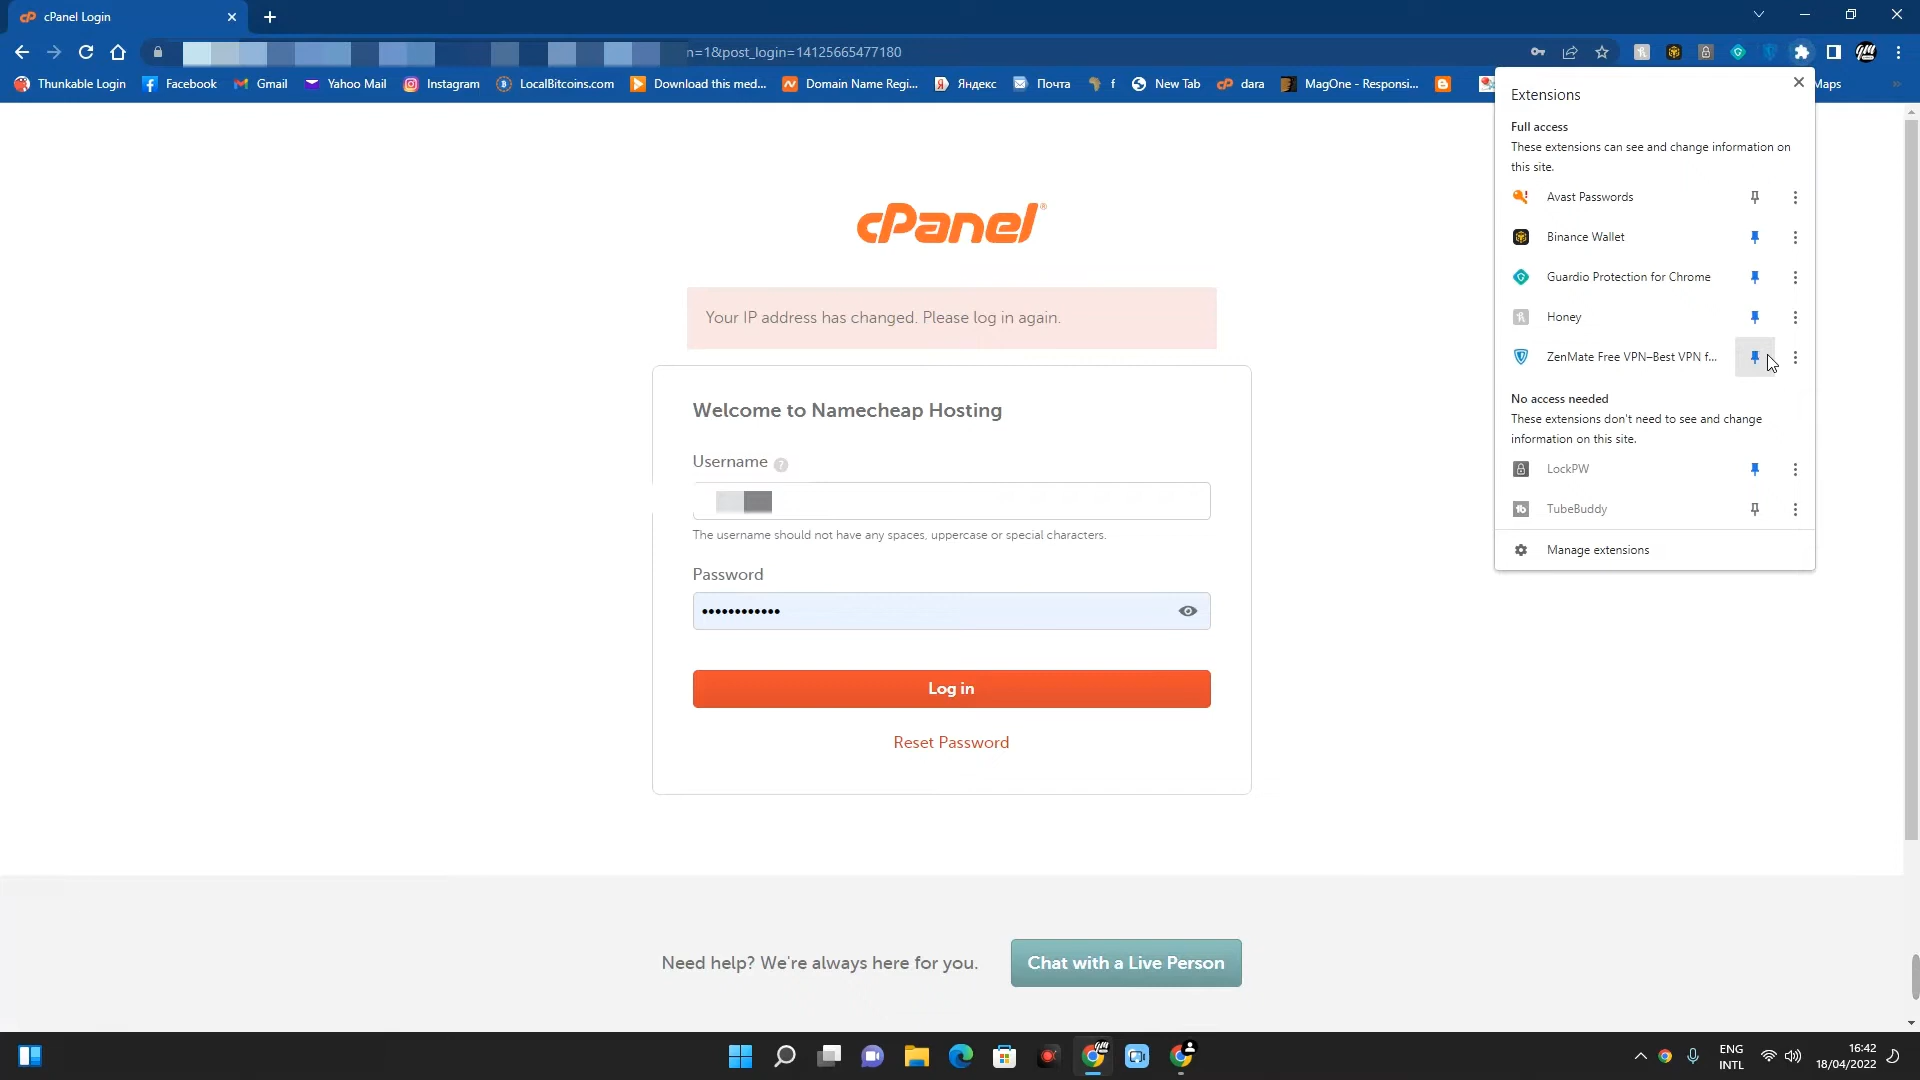 cPanel Login
n=1&post_login=14125665477180
Thunkable Login
Facebook
Gmail
Yahoo Mail
Instagram
LocalBitcoins.com
Download this med...
Domain Name Regi...
Яндекс
Почта
f
New Tab
dara
MagOne - Responsi...
Maps
Extensions
Full access
These extensions can see and change information on
this site.
Avast Passwords
Binance Wallet
Guardio Protection for Chrome
Honey
ZenMate Free VPN–Best VPN f...
No access needed
These extensions don't need to see and change
information on this site.
LockPW
TubeBuddy
Manage extensions
cPanel®
Your IP address has changed. Please log in again.
Welcome to Namecheap Hosting
Username ?
The username should not have any spaces, uppercase or special characters.
Password
Log in
Reset Password
Need help? We're always here for you.
Chat with a Live Person
ENG
INTL
16:42
18/04/2022